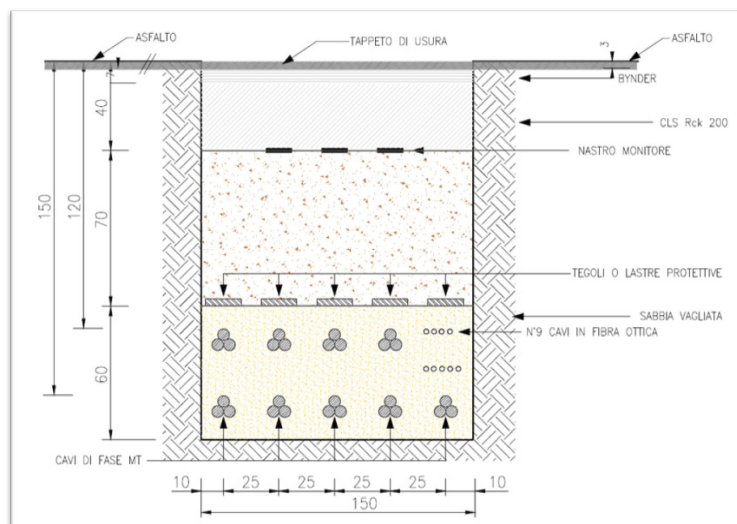 ASFALTO
TAPPETO DI USURA
ASFALTO
3
7
BYNDER
40
CLS Rck 200
NASTRO MONITORE
150
120
70
TEGOLI O LASTRE PROTETTIVE
SABBIA VAGLIATA
N°9 CAVI IN FIBRA OTTICA
60
CAVI DI FASE MT
10 25 25 25 25 10
150